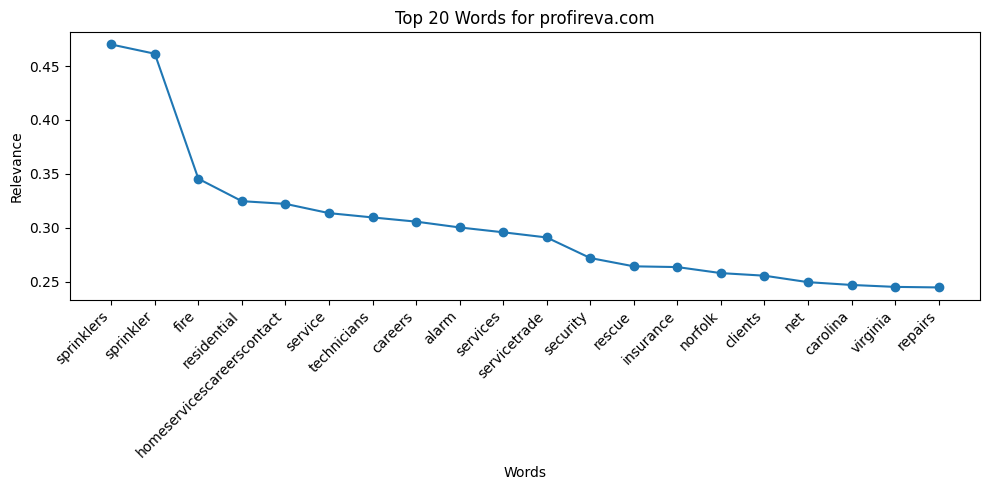 Top 20 Words for profireva.com
Relevance
0.45
0.40
0.35
0.30
0.25
sprinklers
sprinkler
fire
residential
homeservicescareerscontact
service
technicians
careers
alarm
services
servicetrade
security
rescue
insurance
norfolk
clients
net
carolina
virginia
repairs
Words